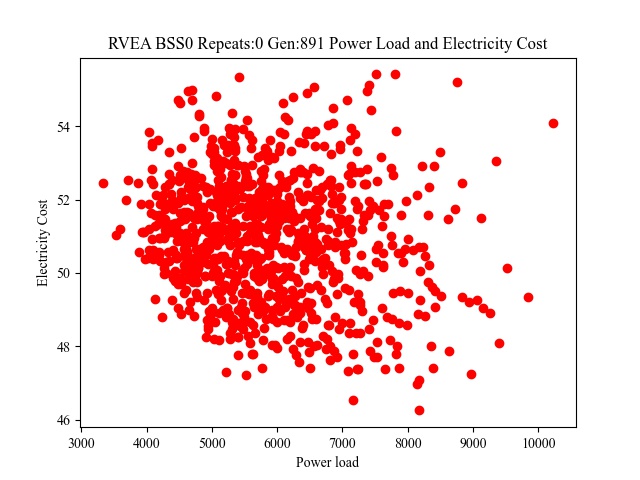 RVEA BSS0 Repeats:0 Gen:891 Power Load and Electricity Cost
54
52
50
48
46
Electricity Cost
3000 4000 5000 6000 7000 8000 9000 10000
Power load